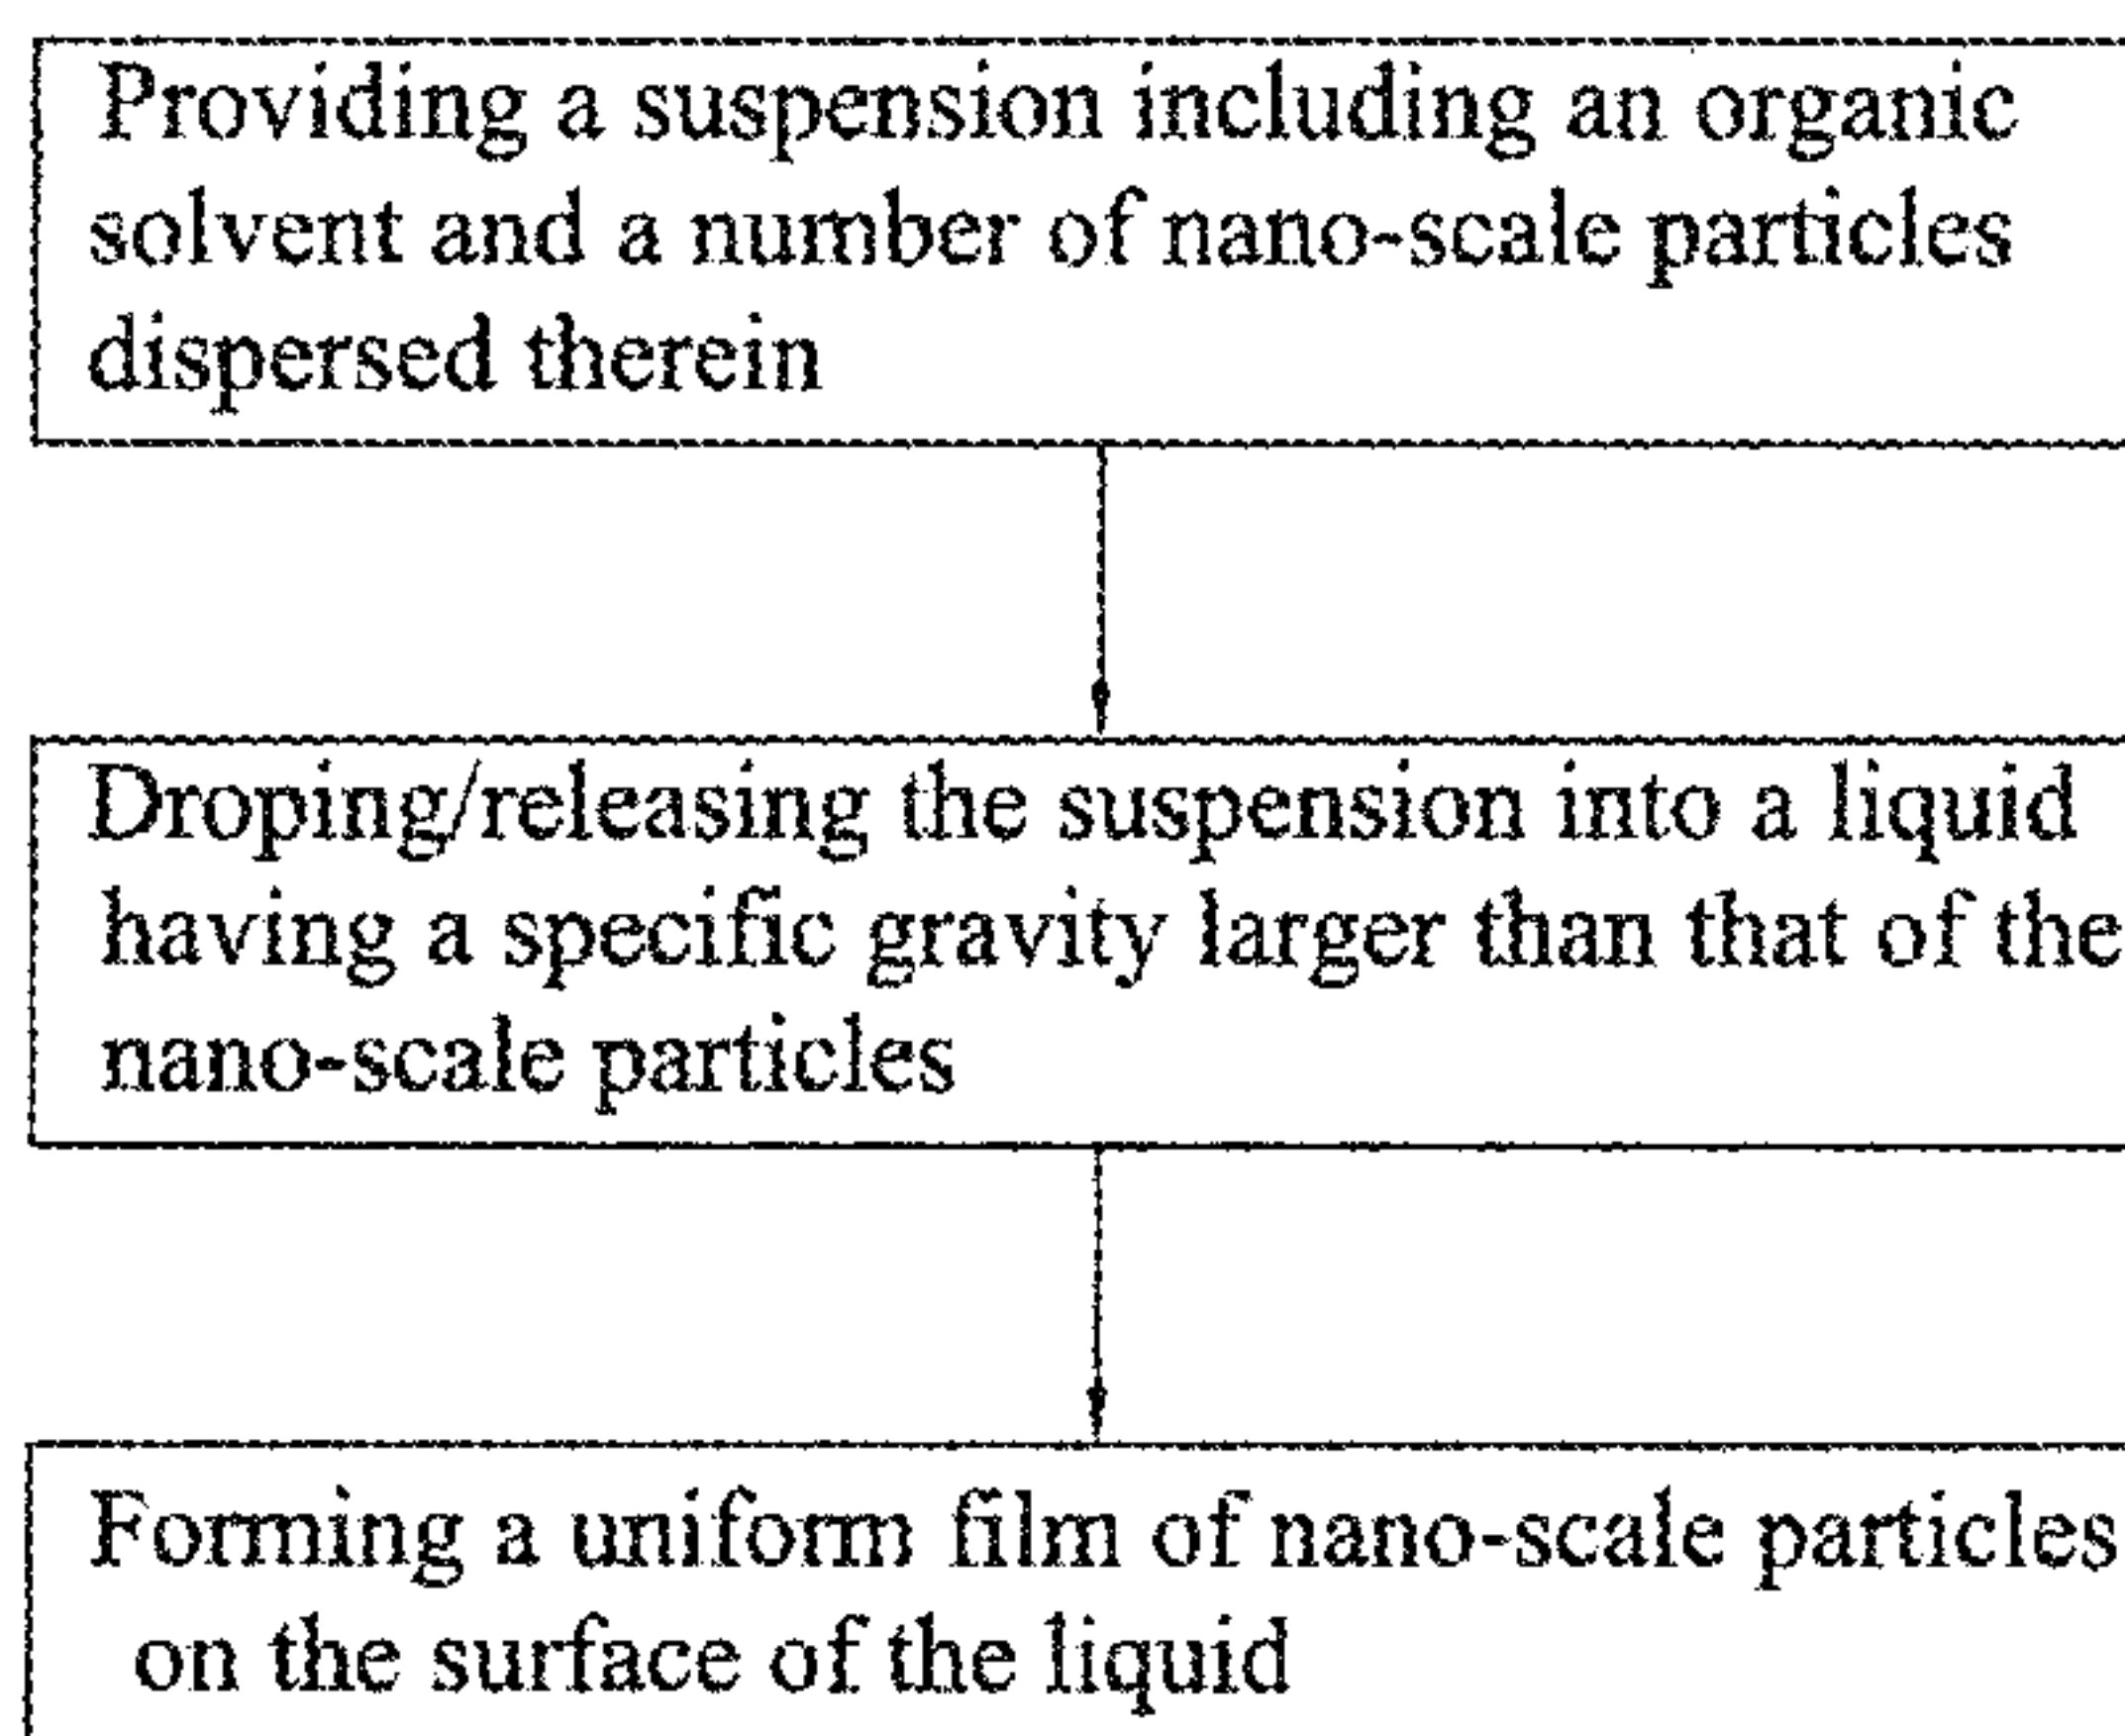 Providing a suspension including an organic
solvent and a number of nano-scale particles
dispersed therein
Droping/releasing the suspension into a liquid
having a specific gravity larger than that of the
nano-scale particles
Forming a uniform film of nano-scale particles
on the surface of the liquid